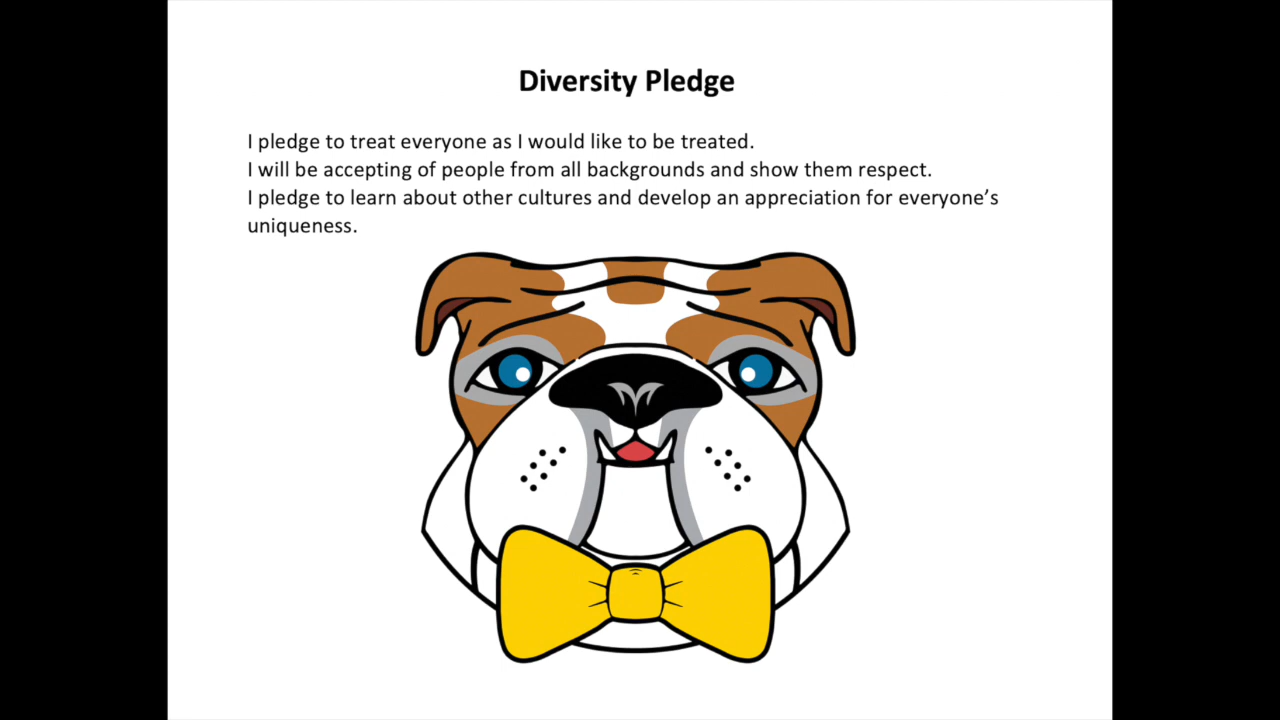 Diversity Pledge
I pledge to treat everyone as I would like to be treated.
I will be accepting of people from all backgrounds and show them respect.
I pledge to learn about other cultures and develop an appreciation for everyone’s
uniqueness.